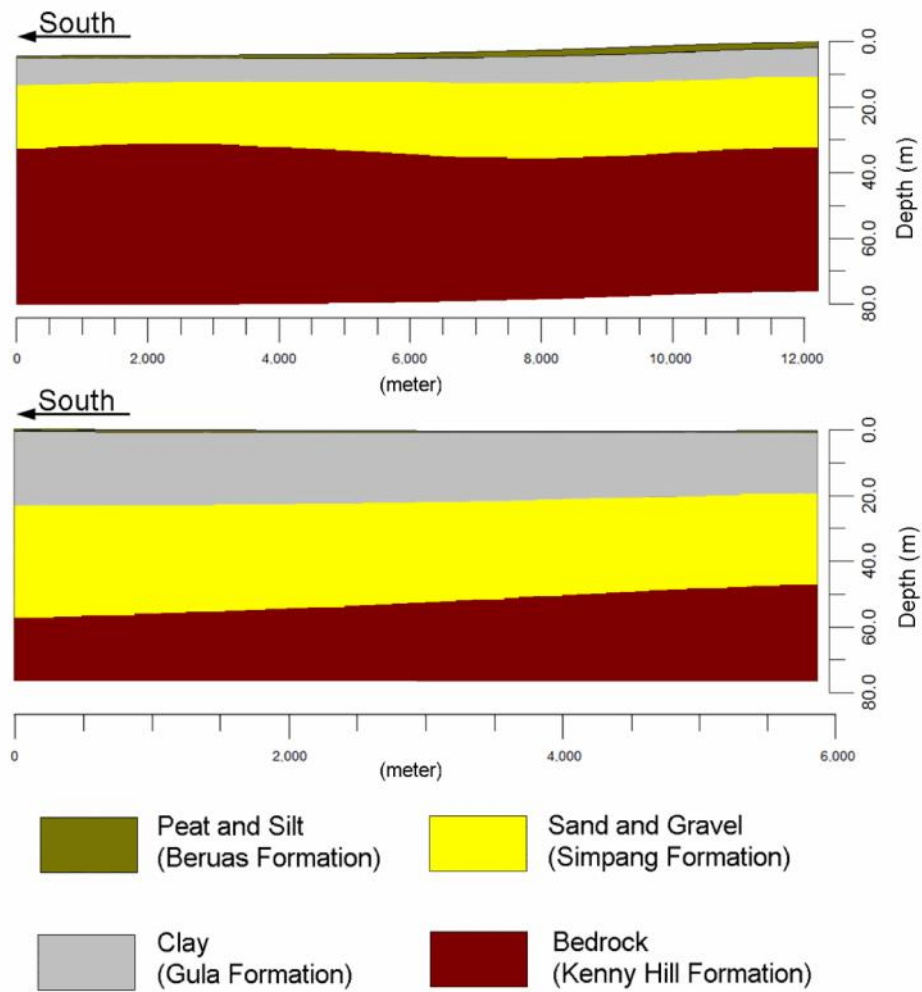 South
0.0
20.0
40.0
60.0
80.0
Depth (m)
0
2.000
4.000
6.000
8.000
10.000
12.000
(meter)
South
0.0
20.0
40.0
60.0
80.0
Depth (m)
0
2.000
4.000
6.000
(meter)
Peat and Silt
(Beruas Formation)
Sand and Gravel
(Simpang Formation)
Clay
(Gula Formation)
Bedrock
(Kenny Hill Formation)